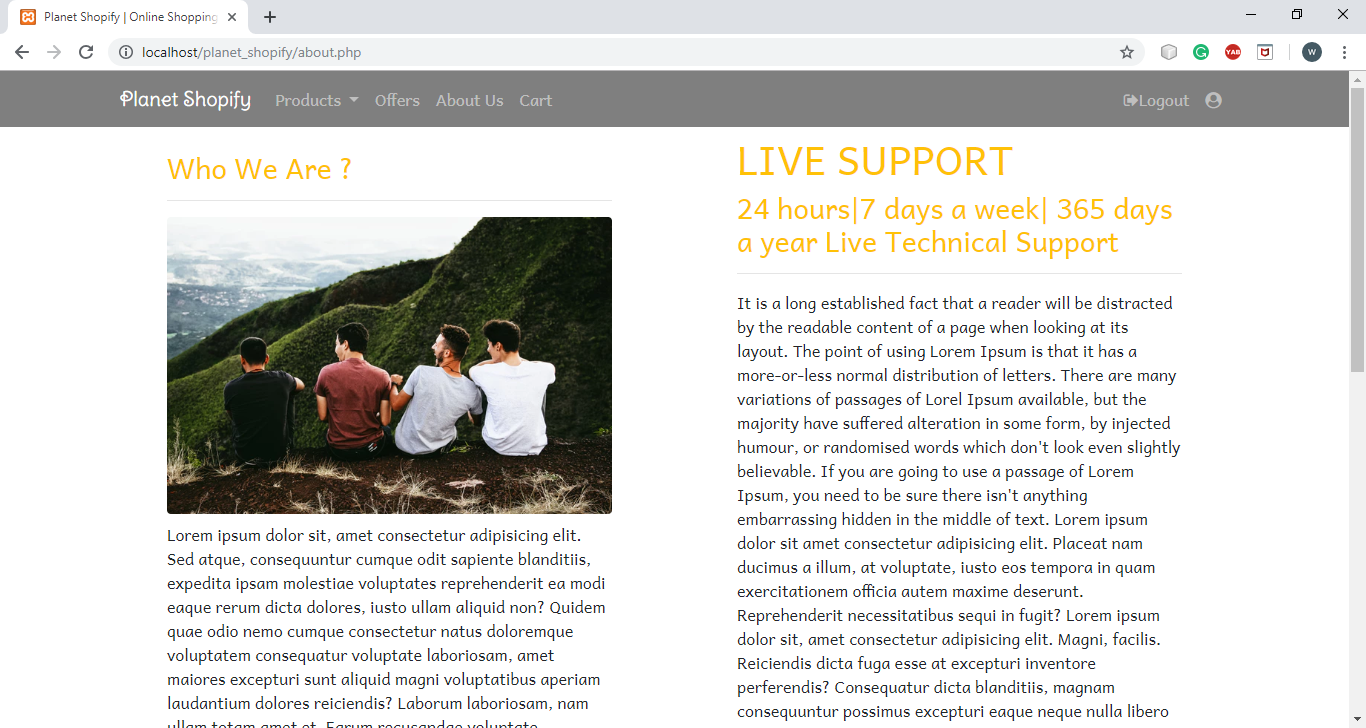 Planet Shopify | Online Shopping
localhost/planet_shopify/about.php
YAB
W
Planet Shopify Products Offers About Us Cart Logout
Who We Are ?
Lorem ipsum dolor sit, amet consectetur adipisicing elit.
Sed atque, consequuntur cumque odit sapiente blanditiis,
expedita ipsam molestiae voluptates reprehenderit ea modi
eaque rerum dicta dolores, iusto ullam aliquid non? Quidem
quae odio nemo cumque consectetur natus doloremque
voluptatem consequatur voluptate laboriosam, amet
maiores excepturi sunt aliquid magni voluptatibus aperiam
laudantium dolores reiciendis? Laborum laboriosam, nam
ullam totam amet et. Earum recusandae voluptate
LIVE SUPPORT
24 hours|7 days a week| 365 days
a year Live Technical Support
It is a long established fact that a reader will be distracted
by the readable content of a page when looking at its
layout. The point of using Lorem Ipsum is that it has a
more-or-less normal distribution of letters. There are many
variations of passages of Lorel Ipsum available, but the
majority have suffered alteration in some form, by injected
humour, or randomised words which don't look even slightly
believable. If you are going to use a passage of Lorem
Ipsum, you need to be sure there isn't anything
embarrassing hidden in the middle of text. Lorem ipsum
dolor sit amet consectetur adipisicing elit. Placeat nam
ducimus a illum, at voluptate, iusto eos tempora in quam
exercitationem officia autem maxime deserunt.
Reprehenderit necessitatibus sequi in fugit? Lorem ipsum
dolor sit, amet consectetur adipisicing elit. Magni, facilis.
Reiciendis dicta fuga esse at excepturi inventore
perferendis? Consequatur dicta blanditiis, magnam
consequuntur possimus excepturi eaque neque nulla libero